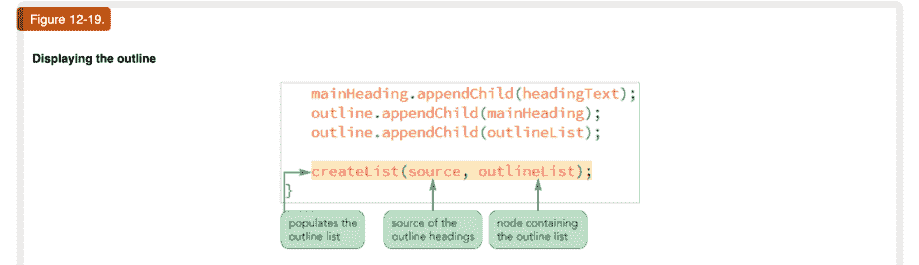 Figure 12-19.
Displaying the outline
mainHeading.appendChild(headingText);
outline.appendChild(mainHeading);
outline.appendChild(outlineList);
createList(source, outlineList);
}
populates the
outline list
source of the
outline headings
node containing
the outline list